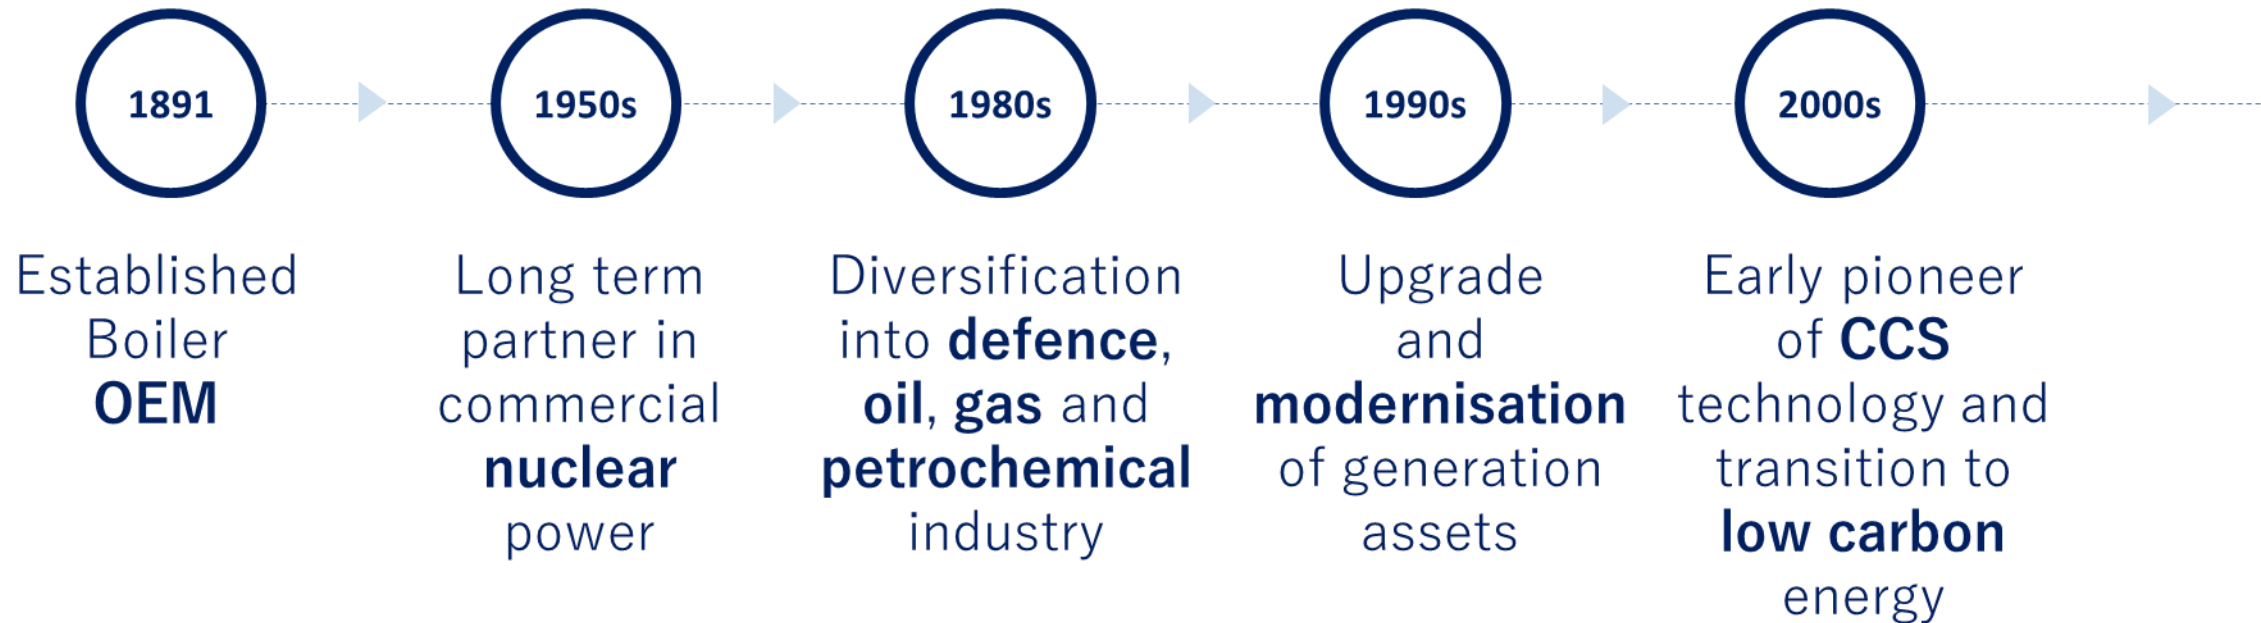 1891
Established
Boiler
OEM
1950s
Long term
partner in
commercial
nuclear
power
1980s
Diversification
into defence,
oil, gas and
petrochemical
industry
1990s
Upgrade
and
modernisation
of generation
assets
2000s
Early pioneer
of CCS
technology and
transition to
low carbon
energy